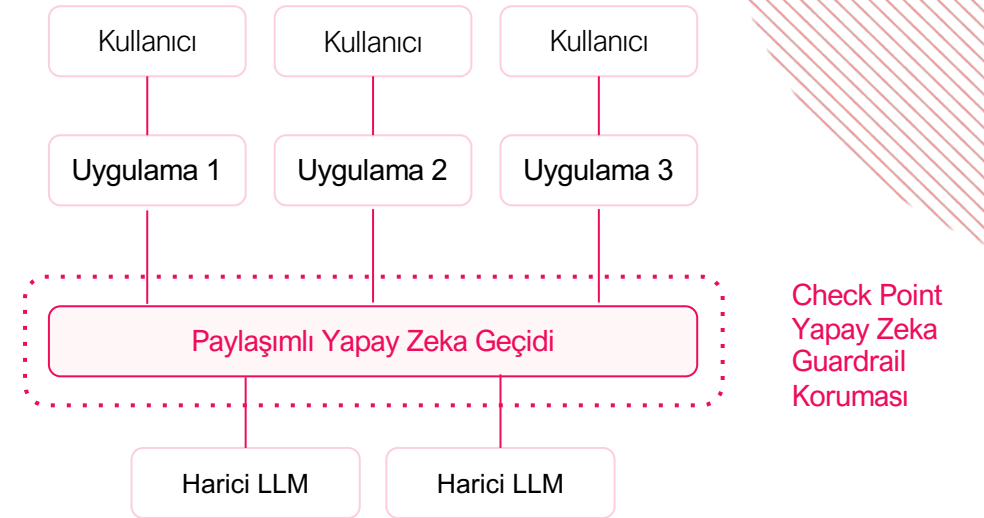 Kullanıcı
Kullanıcı
Kullanıcı
Uygulama 1
Uygulama 2
Uygulama 3
Paylaşımlı Yapay Zeka Geçidi
Check Point
Yapay Zeka
Guardrail
Koruması
Harici LLM
Harici LLM